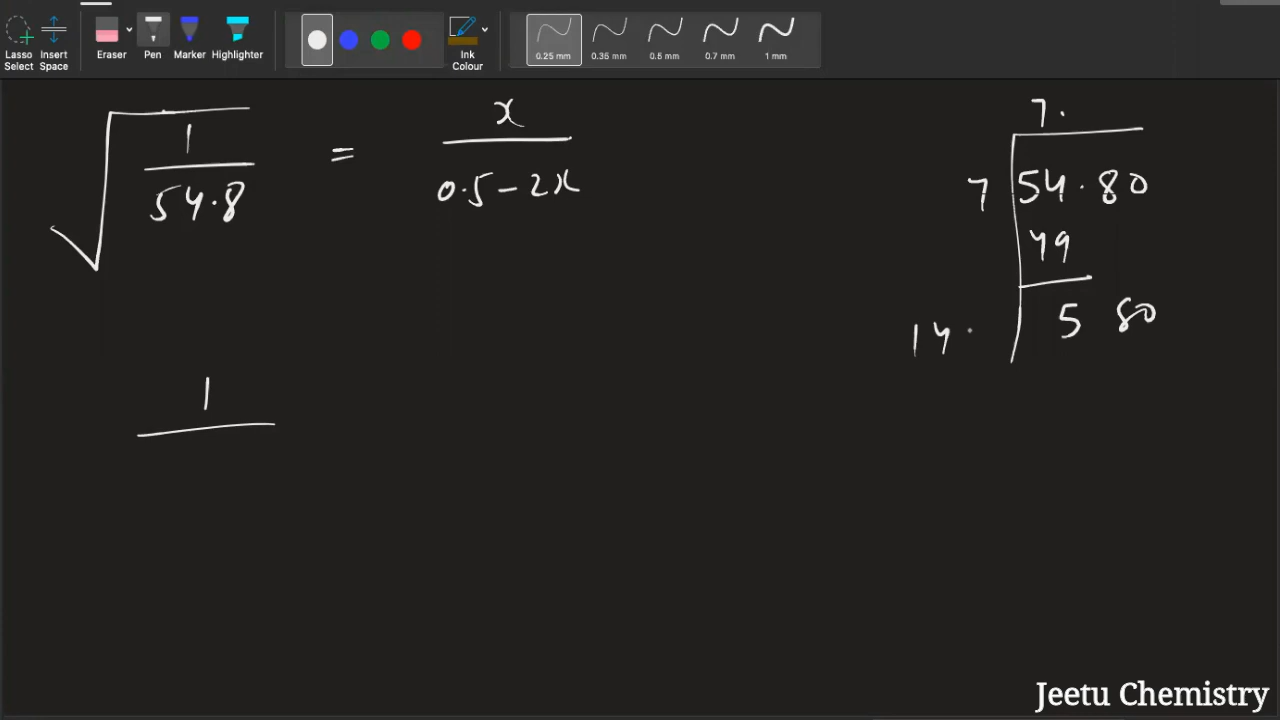 Lasso Select Insert Space Eraser Pen Marker Highlighter Ink Colour 0.25 mm 0.35 mm 0.5 mm 0.7 mm 1 mm
√(1/54.8) = x/(0.5-2x)
1
7.
7 54.80
49
14. 5 80
Jeetu Chemistry